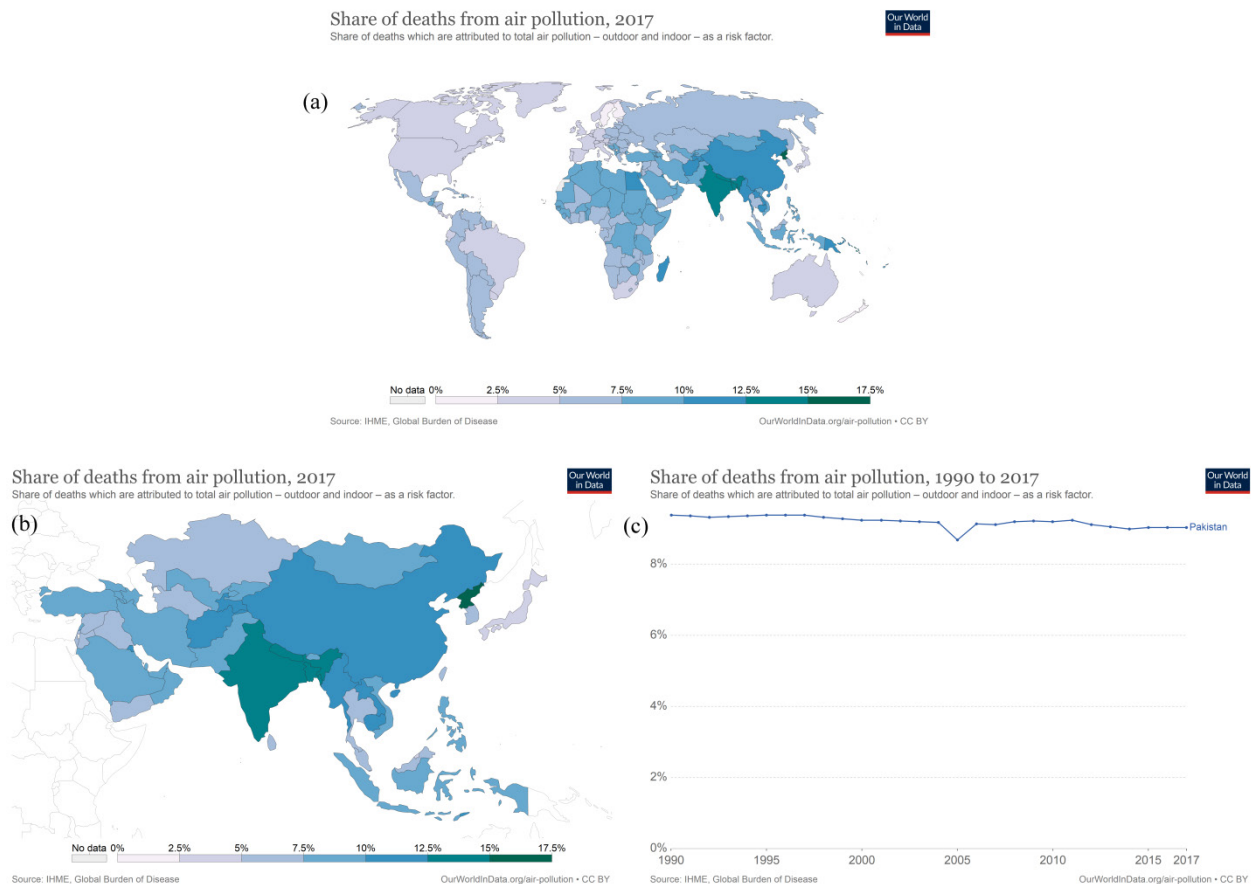 Share of deaths from air pollution, 2017
Share of deaths which are attributed to total air pollution – outdoor and indoor – as a risk factor.
Our World
in Data
(a)
No data 0% 2.5% 5% 7.5% 10% 12.5% 15% 17.5%
Source: IHME, Global Burden of Disease
OurWorldInData.org/air-pollution • CC BY
Share of deaths from air pollution, 2017
Share of deaths which are attributed to total air pollution – outdoor and indoor – as a risk factor.
Our World
in Data
(b)
No data 0% 2.5% 5% 7.5% 10% 12.5% 15% 17.5%
Source: IHME, Global Burden of Disease
OurWorldInData.org/air-pollution • CC BY
Share of deaths from air pollution, 1990 to 2017
Share of deaths which are attributed to total air pollution – outdoor and indoor – as a risk factor.
Our World
in Data
(c)
Pakistan
8%
6%
4%
2%
0%
1990 1995 2000 2005 2010 2015 2017
Source: IHME, Global Burden of Disease
OurWorldInData.org/air-pollution • CC BY